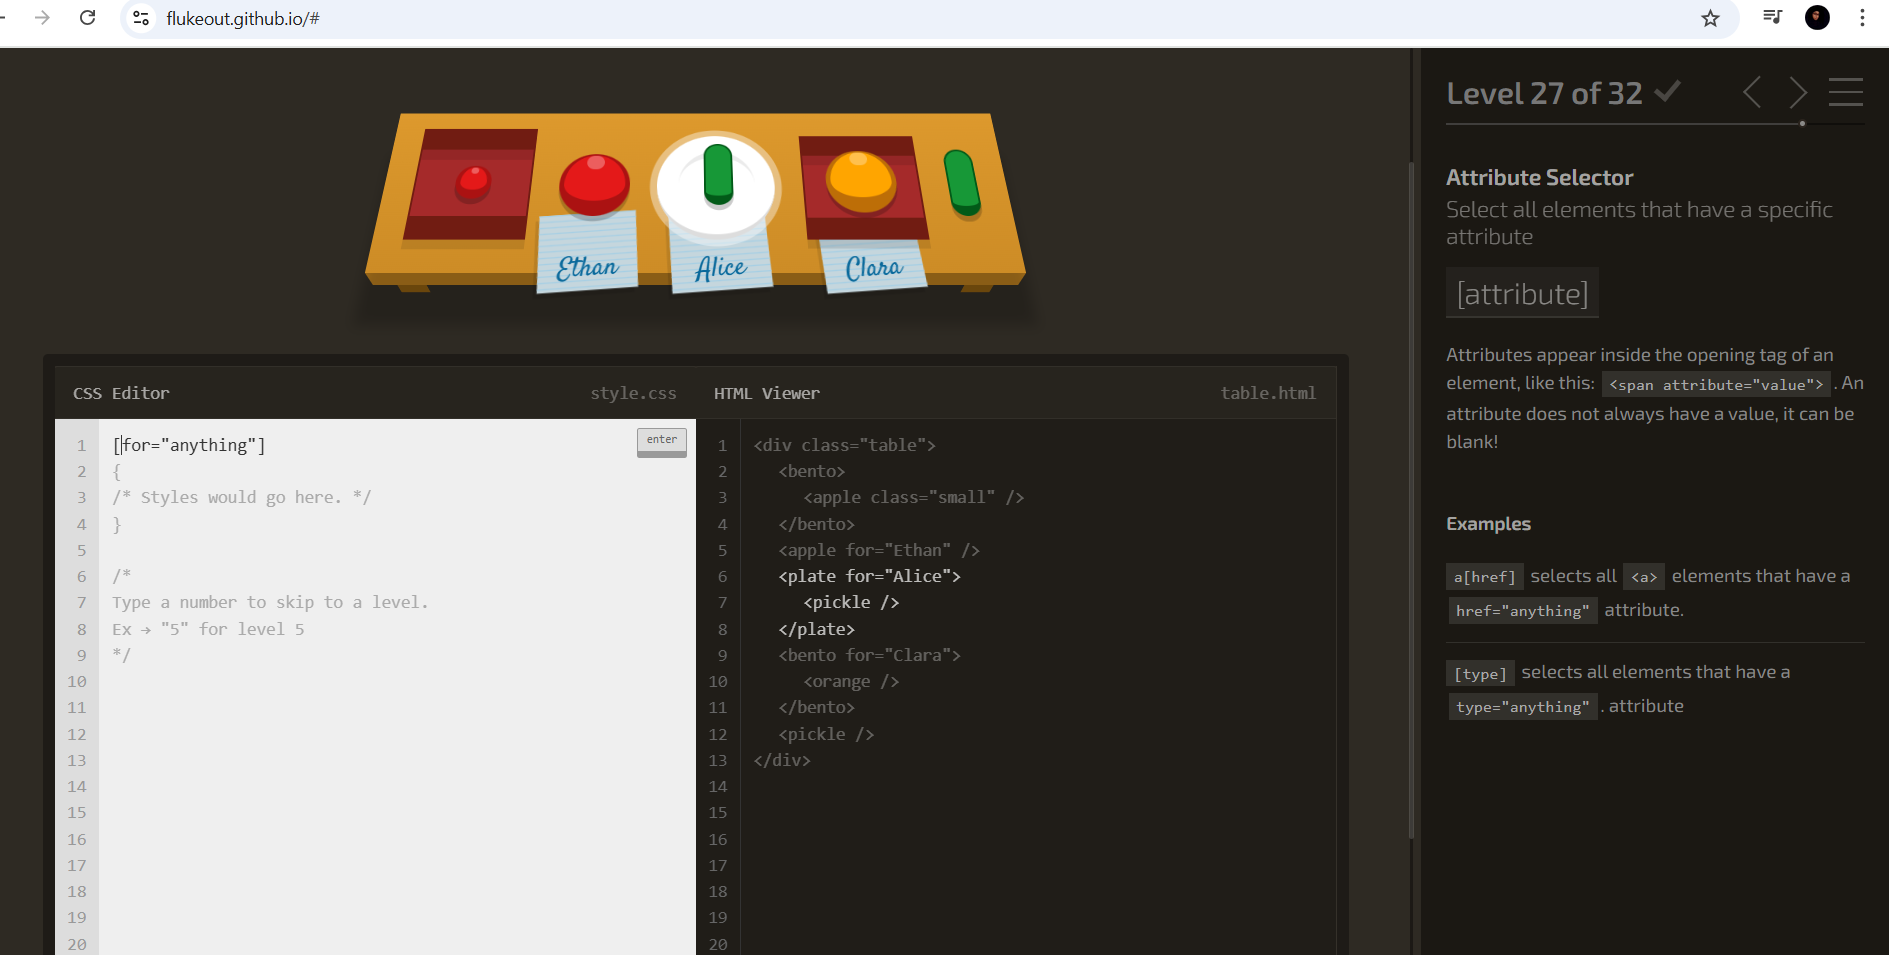 flukeout.github.io/#
Ethan
Alice
Clara
CSS Editor
style.css
1 [for="anything"]
enter
2 {
3 /* Styles would go here. */
4 }
5
6 /*
7 Type a number to skip to a level.
8 Ex → "5" for level 5
9 */
10
11
12
13
14
15
16
17
18
19
20
HTML Viewer
table.html
1 <div class="table">
2 <bento>
3 <apple class="small" />
4 </bento>
5 <apple for="Ethan" />
6 <plate for="Alice">
7 <pickle />
8 </plate>
9 <bento for="Clara">
10 <orange />
11 </bento>
12 <pickle />
13 </div>
14
15
16
17
18
19
20
Level 27 of 32
Attribute Selector
Select all elements that have a specific
attribute
[attribute]
Attributes appear inside the opening tag of an
element, like this: <span attribute="value"> . An
attribute does not always have a value, it can be
blank!
Examples
a[href] selects all <a> elements that have a
href="anything" attribute.
[type] selects all elements that have a
type="anything" . attribute